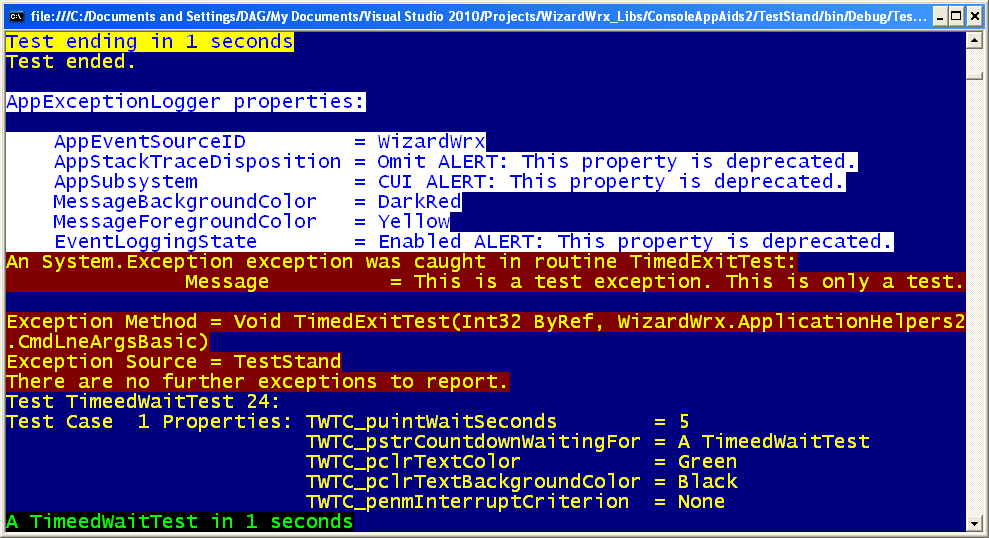 file:///C:/Documents and Settings/DAG/My Documents/Visual Studio 2010/Projects/WizardWrx_Libs/ConsoleAppAids2/TestStand/bin/Debug/Tes...
Test ending in 1 seconds
Test ended.
AppExceptionLogger properties:
AppEventSourceID = WizardWrx
AppStackTraceDisposition = Omit ALERT: This property is deprecated.
AppSubsystem = CUI ALERT: This property is deprecated.
MessageBackgroundColor = DarkRed
MessageForegroundColor = Yellow
EventLoggingState = Enabled ALERT: This property is deprecated.
An System.Exception exception was caught in routine TimedExitTest:
Message = This is a test exception. This is only a test.
Exception Method = Void TimedExitTest(Int32 ByRef, WizardWrx.ApplicationHelpers2
.CmdLneArgsBasic)
Exception Source = TestStand
There are no further exceptions to report.
Test TimeedWaitTest 24:
Test Case 1 Properties: TWTC_puintWaitSeconds = 5
TWTC_pstrCountdownWaitingFor = A TimeedWaitTest
TWTC_pclrTextColor = Green
TWTC_pclrTextBackgroundColor = Black
TWTC_penmInterruptCriterion = None
A TimeedWaitTest in 1 seconds